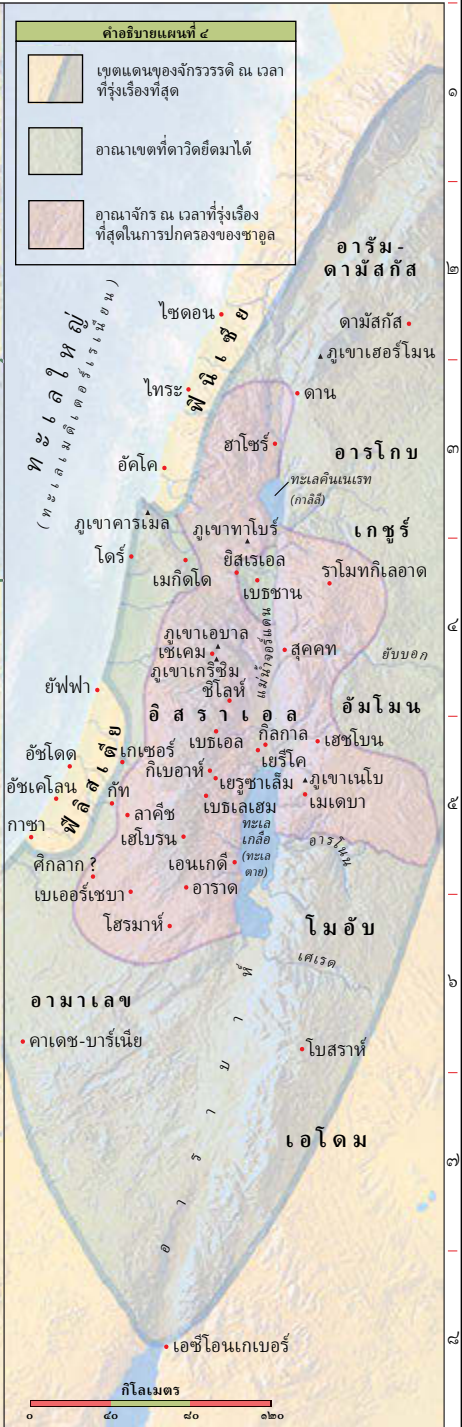 คำอธิบายแผนที่ ๔
เขตแดนของจักรวรรดิ ณ เวลา
ที่รุ่งเรืองที่สุด
อาณาเขตที่ดาวิดยึดมาได้
อาณาจักร ณ เวลาที่รุ่งเรือง
ที่สุดในการปกครองของซาอูล
๑
อารัม-
ดามัสกัส
๒
ไซดอน
ดามัสกัส
ภูเขาเฮอร์โมน
ฟีนิเซีย
ทะเลใหญ่
(ทะเลเมดิเตอร์เรเนียน)
ไทระ
ดาน
ฮาโซร์
อารโกบ
๓
อัคโค
ทะเลคินเนเรท
(กาลิลี)
ภูเขาคารเมล
ภูเขาทาโบร์
เกชูร์
โดร์
ยิสเรเอล
เมกิดโด
เบธชาน
ราโมทกิเลอาด
๔
ภูเขาเอบาล
เชเคม
ภูเขาเกริซิม
แม่น้ำจอร์แดน
สุคคท
ยับบอก
ชิโลห์
ยัฟฟา
อิสราเอล
อัมโมน
เบธเอล
กิลกาล
เฮชโบน
เยรีโค
อัชโดด
เกเซอร์
ฟีลิสเตีย
กิเบอาห์
เยรูซาเล็ม
ภูเขาเนโบ
อัชเคโลน
กัท
เบธเลเฮม
เมเดบา
๕
กาซา
ลาคีช
ทะเล
เกลือ
(ทะเล
ตาย)
เฮโบรน
อารโนน
ศิกลาก ?
เอนเกดี
เบเออร์เชบา
อาราด
โฮรมาห์
โมอับ
เศเรด
๖
อามาเลข
คาเดช-บาร์เนีย
โบสราห์
อาราบาห์
เอโดม
๗
๘
เอซีโอนเกเบอร์
กิโลเมตร
๐ ๔๐ ๘๐ ๑๒๐